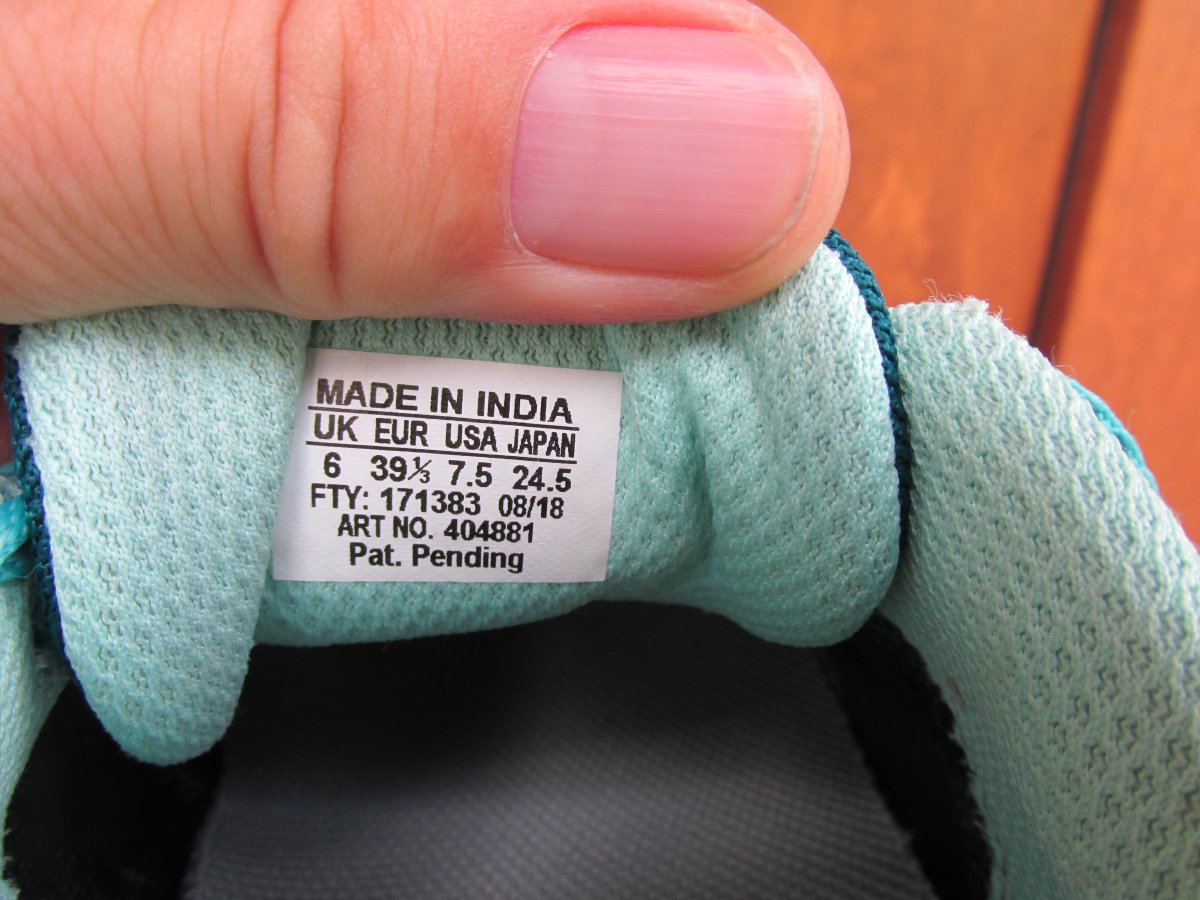 MADE IN INDIA
UK EUR USA JAPAN
6 39⅓ 7.5 24.5
FTY: 171383 08/18
ART NO. 404881
Pat. Pending